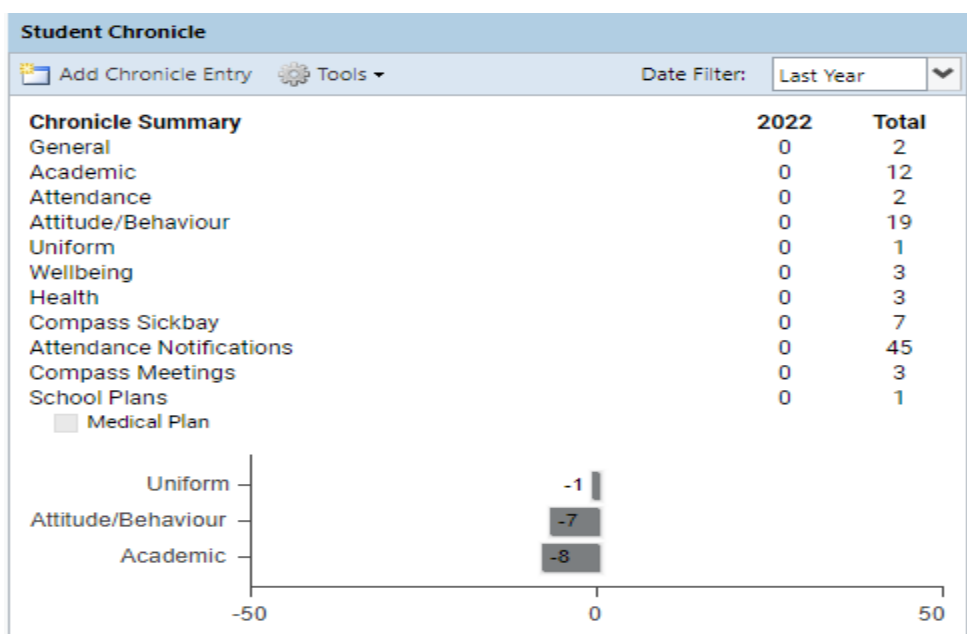 Student Chronicle
Add Chronicle Entry Tools Date Filter: Last Year
Chronicle Summary 2022 Total
General 0 2
Academic 0 12
Attendance 0 2
Attitude/Behaviour 0 19
Uniform 0 1
Wellbeing 0 3
Health 0 3
Compass Sickbay 0 7
Attendance Notifications 0 45
Compass Meetings 0 3
School Plans 0 1
Medical Plan
Uniform -1
Attitude/Behaviour -7
Academic -8
-50 0 50